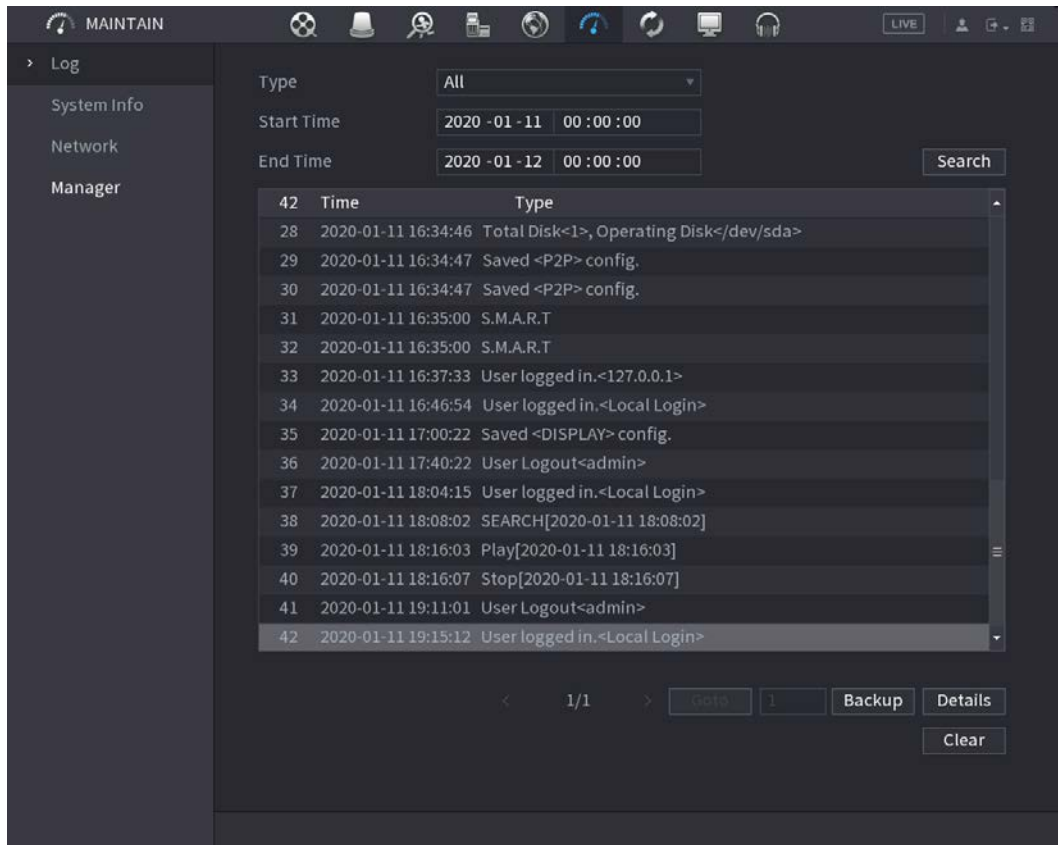 MAINTAIN
LIVE
Log
System Info
Network
Manager
Type All
Start Time 2020 -01 -11 00 :00 :00
End Time 2020 -01 -12 00 :00 :00
Search
42 Time Type
28 2020-01-11 16:34:46 Total Disk<1>, Operating Disk</dev/sda>
29 2020-01-11 16:34:47 Saved <P2P> config.
30 2020-01-11 16:34:47 Saved <P2P> config.
31 2020-01-11 16:35:00 S.M.A.R.T
32 2020-01-11 16:35:00 S.M.A.R.T
33 2020-01-11 16:37:33 User logged in.<127.0.0.1>
34 2020-01-11 16:46:54 User logged in.<Local Login>
35 2020-01-11 17:00:22 Saved <DISPLAY> config.
36 2020-01-11 17:40:22 User Logout<admin>
37 2020-01-11 18:04:15 User logged in.<Local Login>
38 2020-01-11 18:08:02 SEARCH[2020-01-11 18:08:02]
39 2020-01-11 18:16:03 Play[2020-01-11 18:16:03]
40 2020-01-11 18:16:07 Stop[2020-01-11 18:16:07]
41 2020-01-11 19:11:01 User Logout<admin>
42 2020-01-11 19:15:12 User logged in.<Local Login>
< 1/1 > Goto 1 Backup Details
Clear